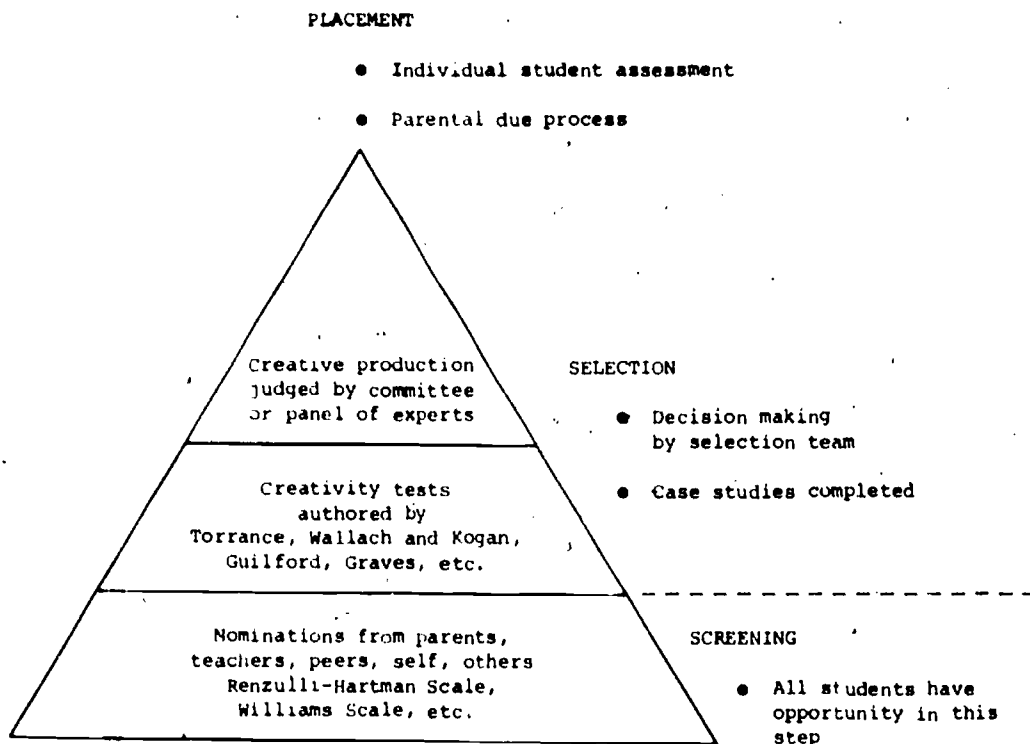 PLACEMENT
● Individual student assessment
● Parental due process
Creative production
judged by committee
or panel of experts
SELECTION
● Decision making
by selection team
● Case studies completed
Creativity tests
authored by
Torrance, Wallach and Kogan,
Guilford, Graves, etc.
Nominations from parents,
teachers, peers, self, others
Renzulli-Hartman Scale,
Williams Scale, etc.
SCREENING
● All students have
opportunity in this
step